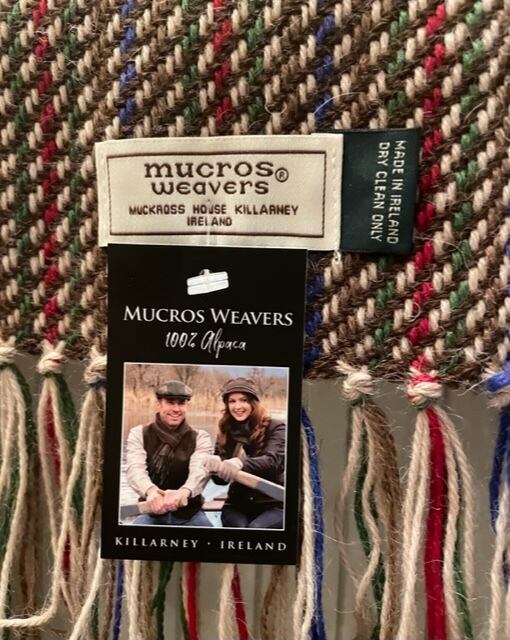 mucros®
weavers
MUCKROSS HOUSE KILLARNEY
IRELAND
MADE IN IRELAND
DRY CLEAN ONLY
MUCROS WEAVERS
100% Alpaca
KILLARNEY · IRELAND